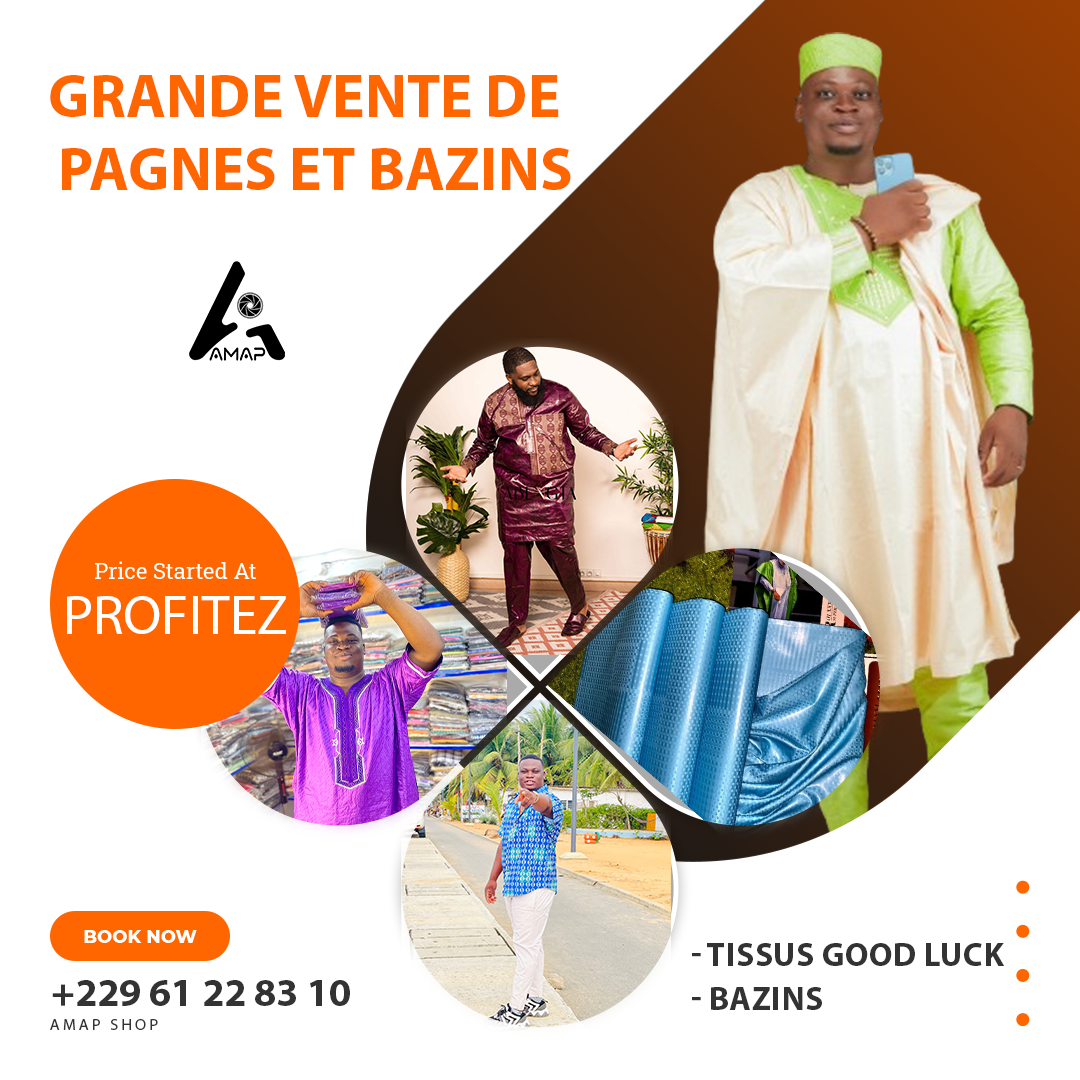 GRANDE VENTE DE
PAGNES ET BAZINS
AMAP
Price Started At
PROFITEZ
BOOK NOW
+229 61 22 83 10
AMAP SHOP
- TISSUS GOOD LUCK
- BAZINS